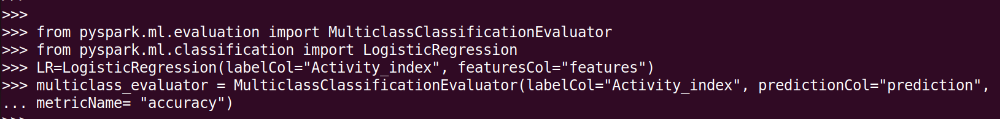 >>>
>>> from pyspark.ml.evaluation import MulticlassClassificationEvaluator
>>> from pyspark.ml.classification import LogisticRegression
>>> LR=LogisticRegression(labelCol="Activity_index", featuresCol="features")
>>> multiclass_evaluator = MulticlassClassificationEvaluator(labelCol="Activity_index", predictionCol="prediction",
... metricName= "accuracy")